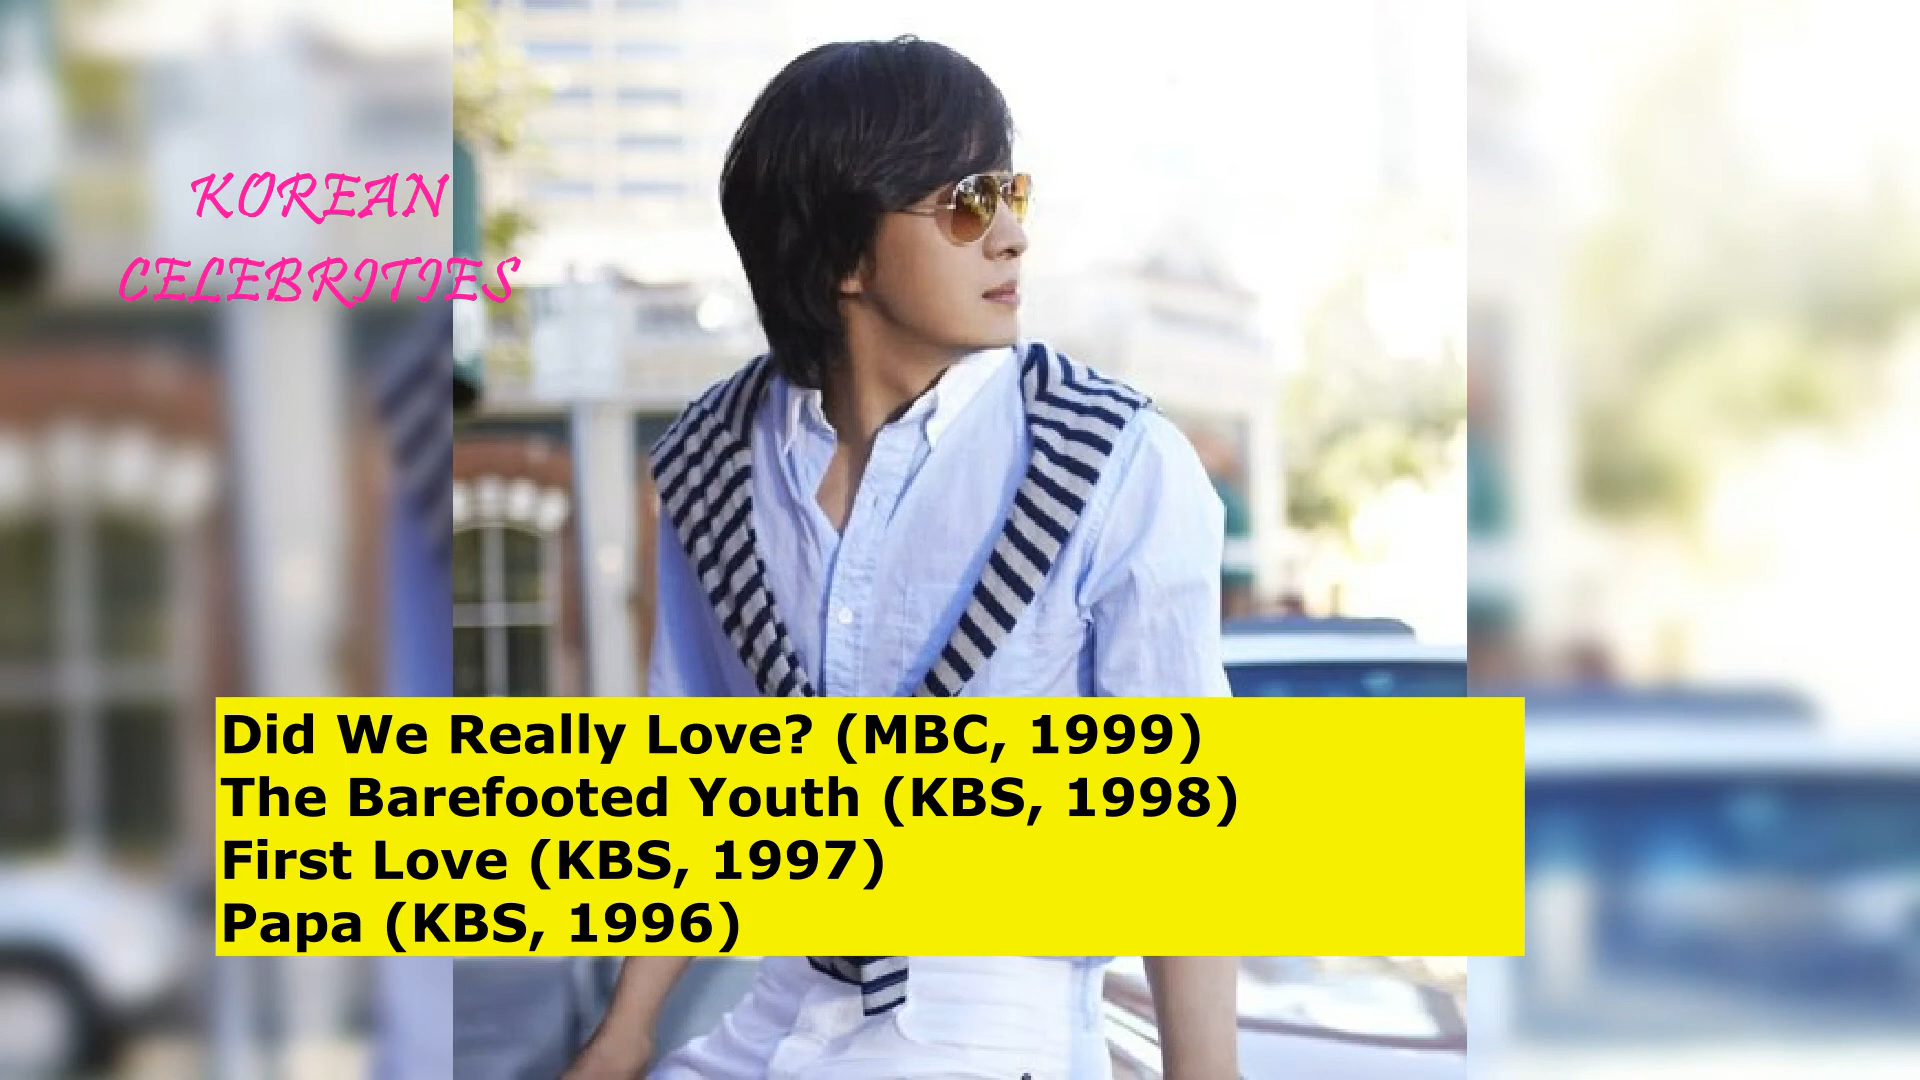 KOREAN
CELEBRITIES
Did We Really Love? (MBC, 1999)
The Barefooted Youth (KBS, 1998)
First Love (KBS, 1997)
Papa (KBS, 1996)